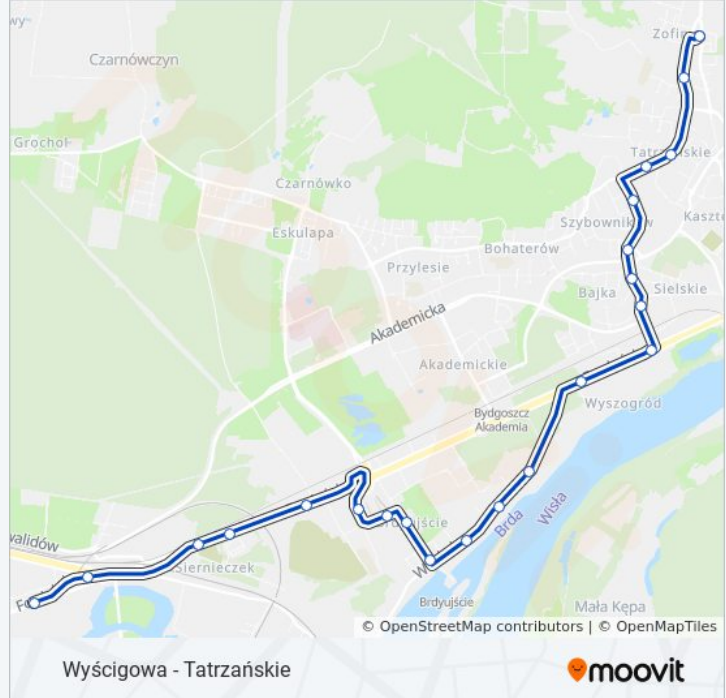 Zofin
Czarnówczyn
Grochol
Tatrzańskie
Czarnówko
Szybowników
Kaszte
Eskulapa
Bohaterów
Przylesie
Bajka
Sielskie
Akademicka
Akademickie
Wyszogród
Bydgoszcz
Akademia
Brda
Wisła
walidów
Siernieczek
Brdyujście
Mała Kępa
© OpenStreetMap contributors | © OpenMapTiles
Wyścigowa - Tatrzańskie
moovit